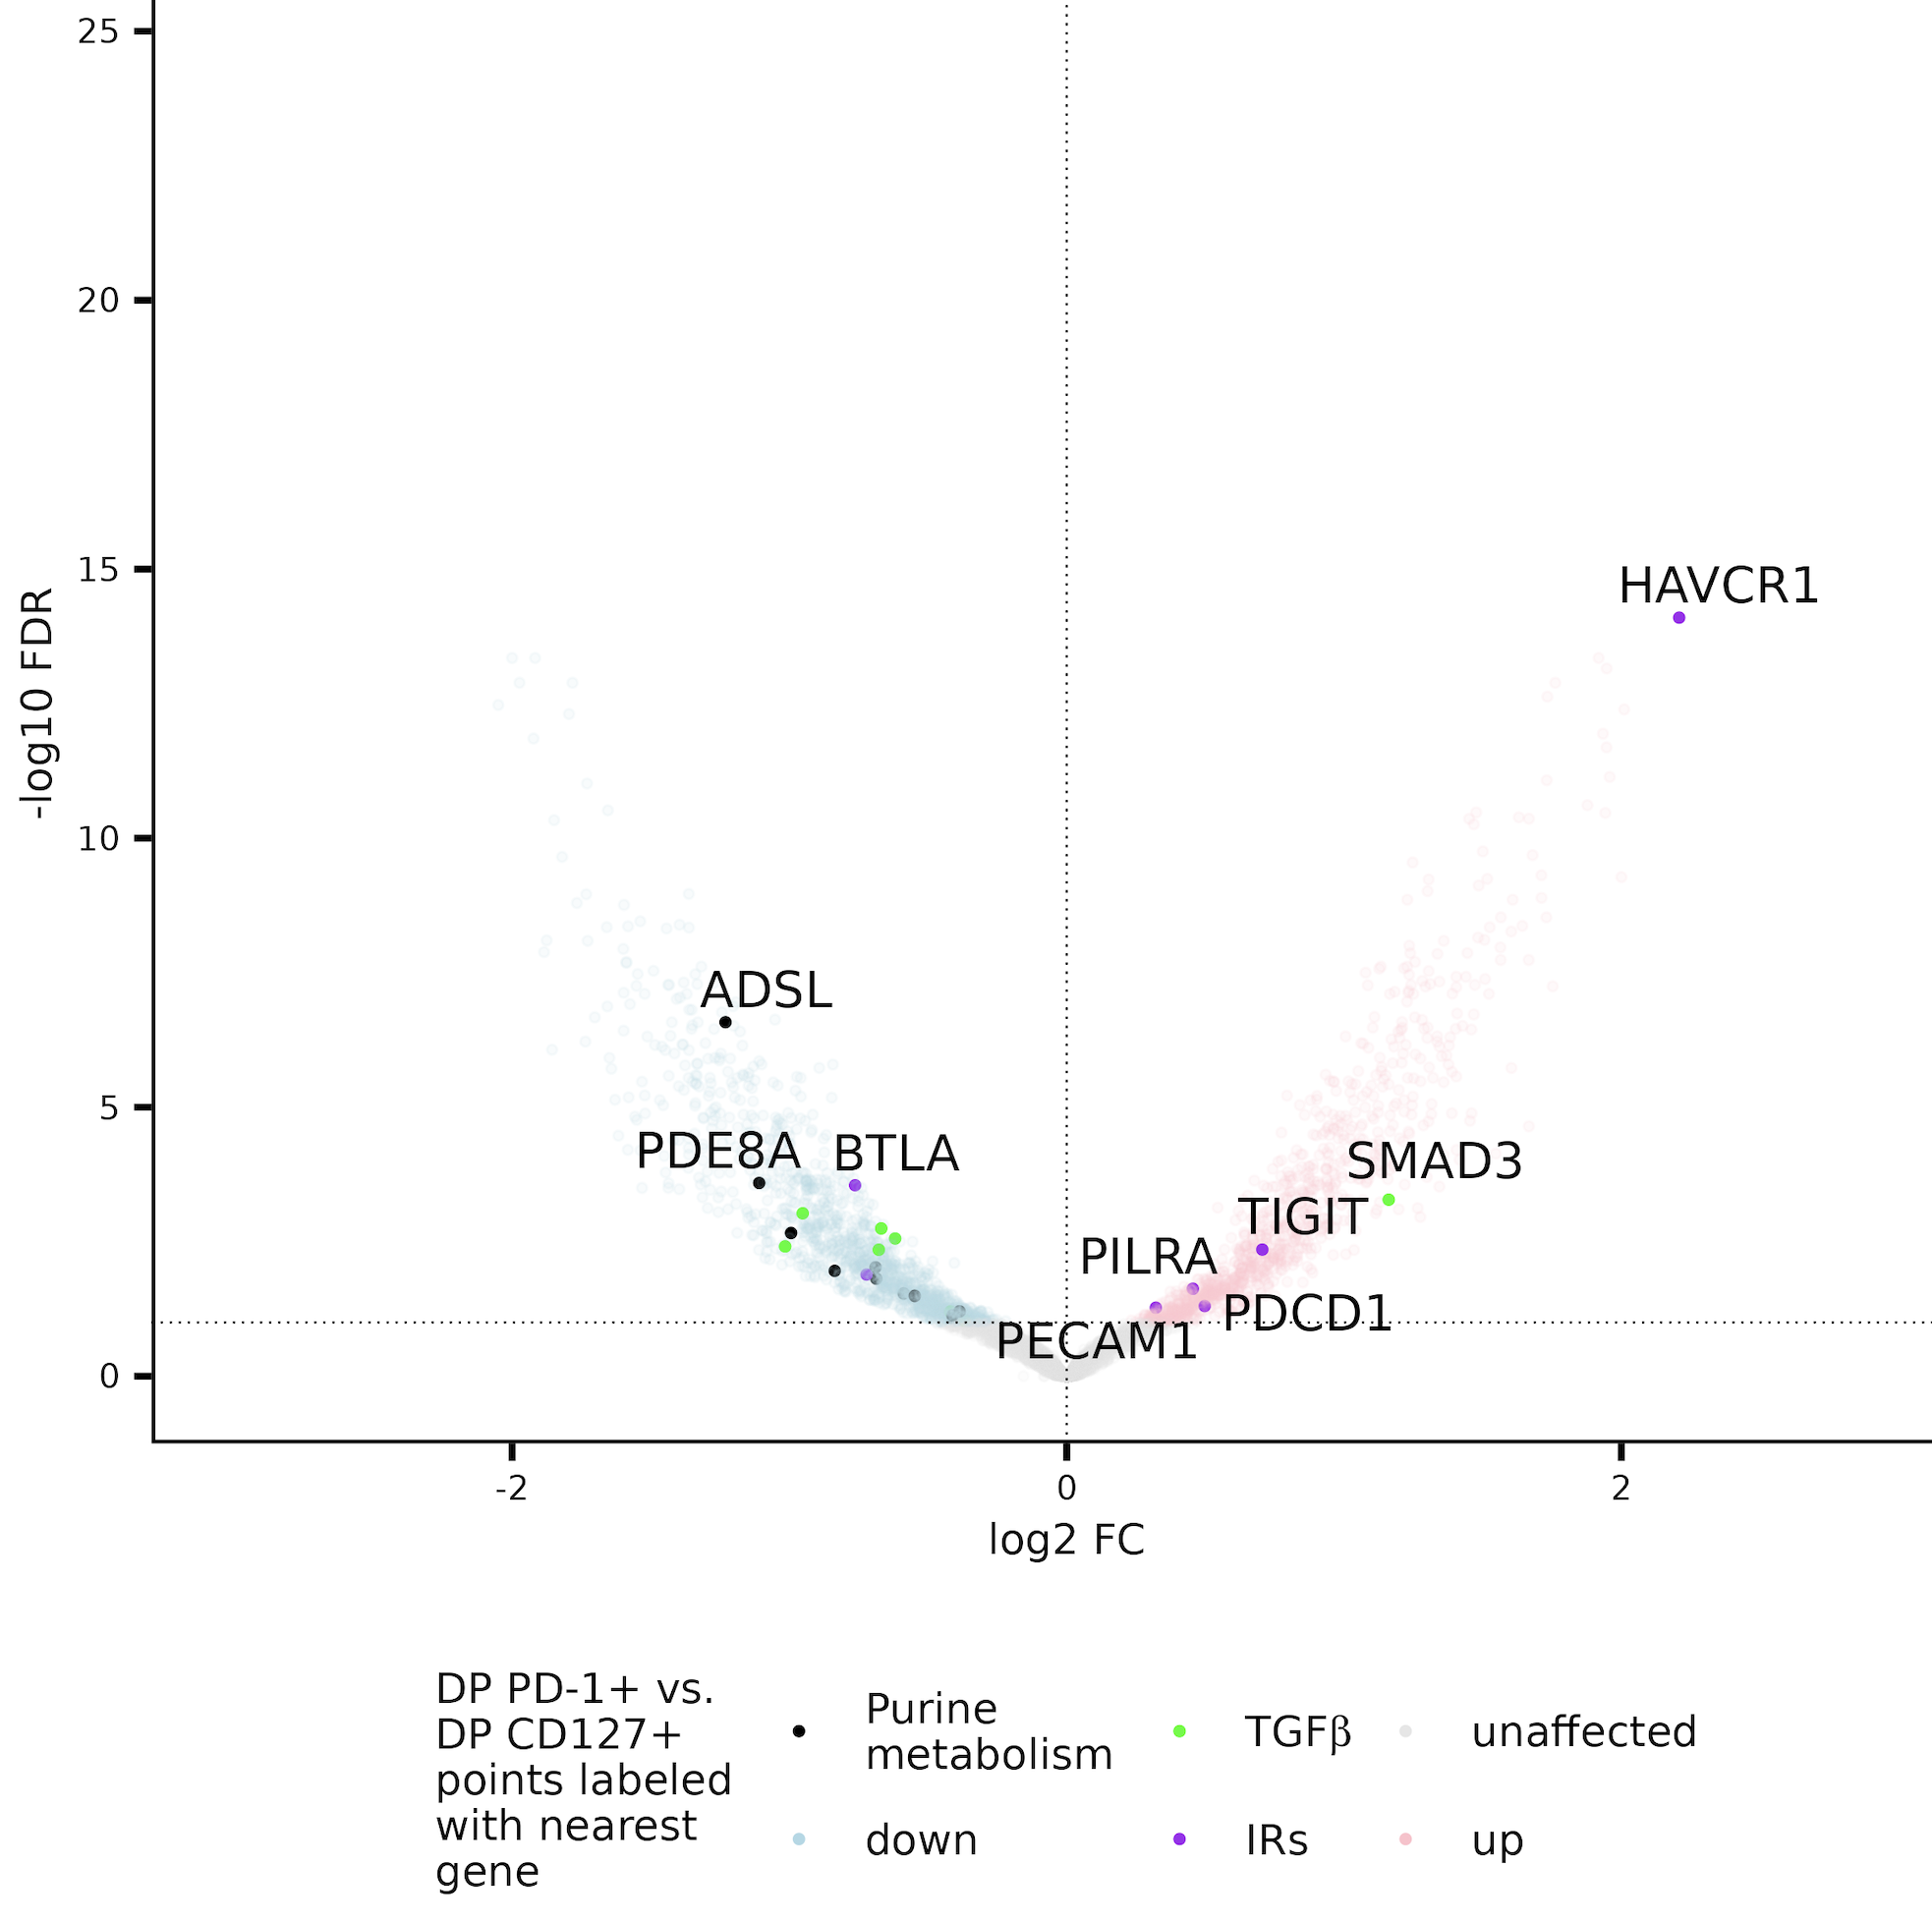 25
20
15
10
5
0
-log10 FDR
HAVCR1
ADSL
PDE8A
BTLA
SMAD3
TIGIT
PILRA
PDCD1
PECAM1
-2
0
2
log2 FC
DP PD-1+ vs.
DP CD127+
points labeled
with nearest
gene
Purine
metabolism
down
TGFβ
IRs
unaffected
up